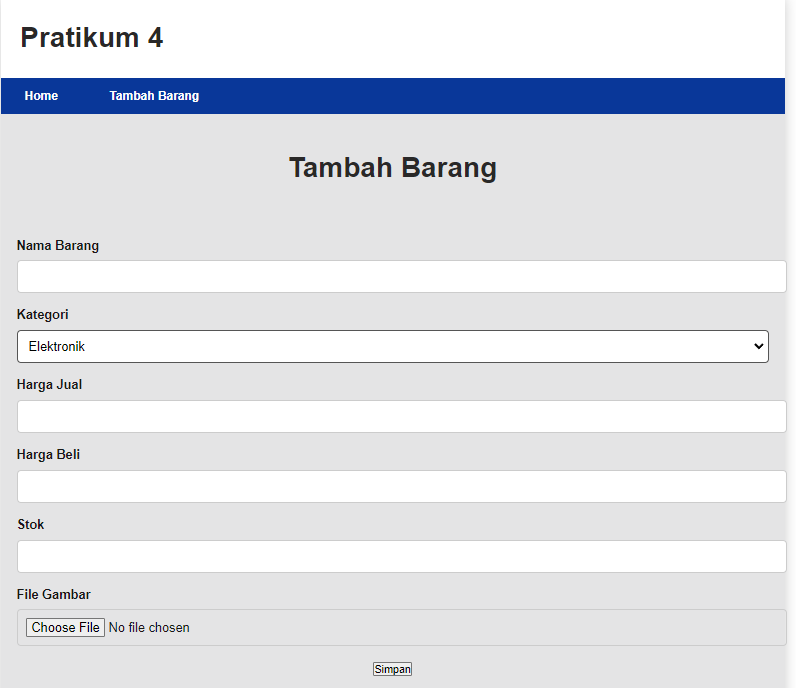 Pratikum 4
Home Tambah Barang
Tambah Barang
Nama Barang
Kategori
Elektronik
Harga Jual
Harga Beli
Stok
File Gambar
Choose File No file chosen
Simpan